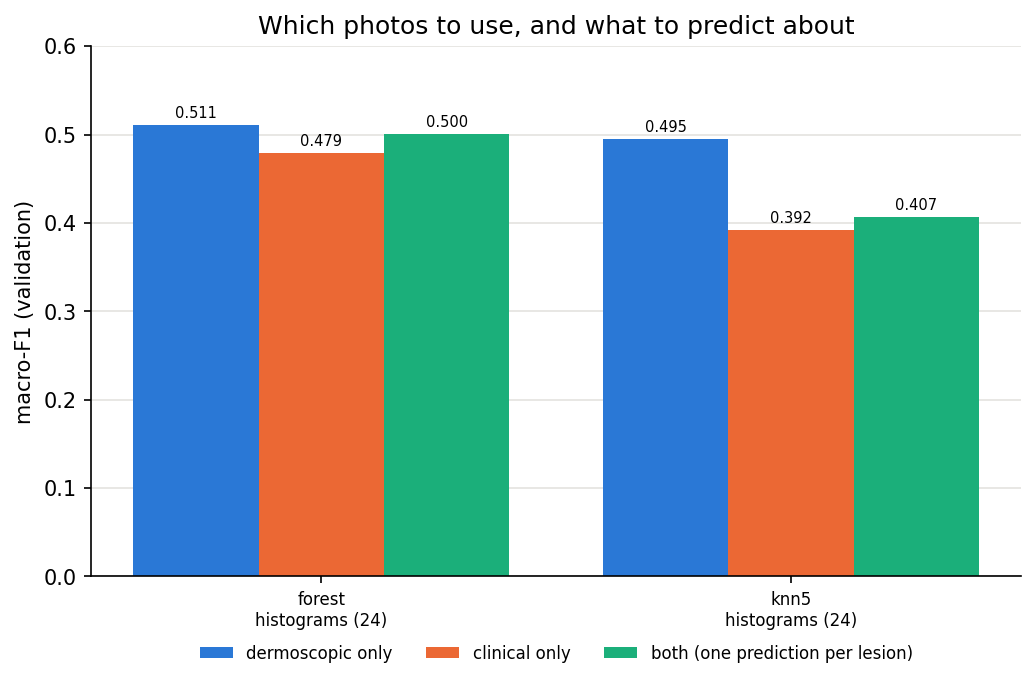 Which photos to use, and what to predict about
macro-F1 (validation)
0.6
0.5
0.4
0.3
0.2
0.1
0.0
0.511
0.479
0.500
0.495
0.392
0.407
forest
histograms (24)
knn5
histograms (24)
dermoscopic only
clinical only
both (one prediction per lesion)